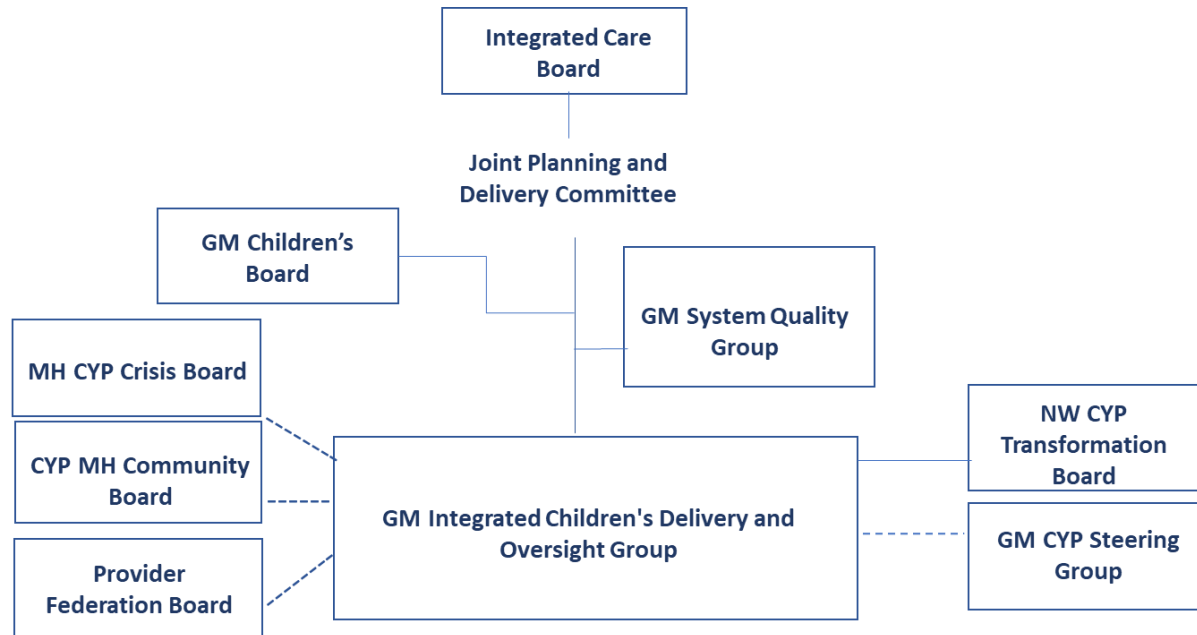 Integrated Care
Board
Joint Planning and
Delivery Committee
GM Children’s
Board
GM System Quality
Group
MH CYP Crisis Board
CYP MH Community
Board
Provider
Federation Board
GM Integrated Children's Delivery and
Oversight Group
NW CYP
Transformation
Board
GM CYP Steering
Group